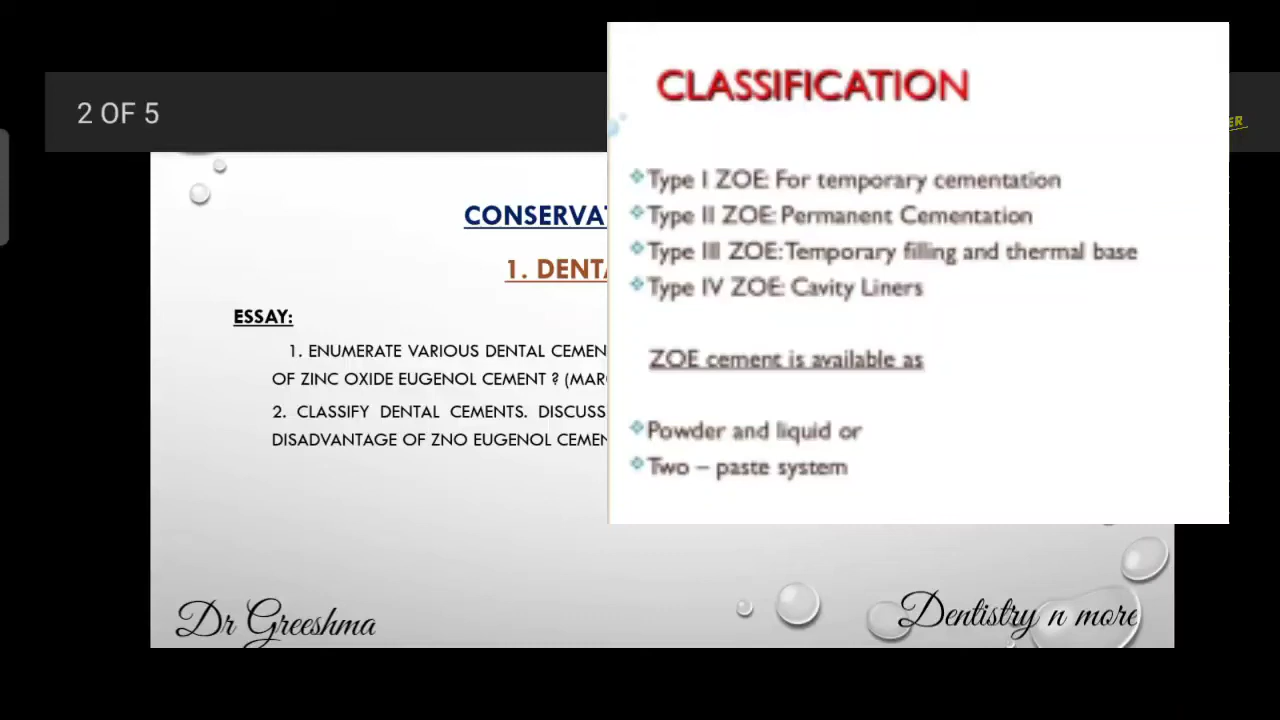 2 OF 5
CONSERVAT
1. DENTA
ESSAY:
1. ENUMERATE VARIOUS DENTAL CEMEN
OF ZINC OXIDE EUGENOL CEMENT ? (MAR
2. CLASSIFY DENTAL CEMENTS. DISCUSS
DISADVANTAGE OF ZNO EUGENOL CEMEN
Dr Greeshma
Dentistry n more
CLASSIFICATION
Type I ZOE: For temporary cementation
Type II ZOE: Permanent Cementation
Type III ZOE: Temporary filling and thermal base
Type IV ZOE: Cavity Liners
ZOE cement is available as
Powder and liquid or
Two – paste system
ER